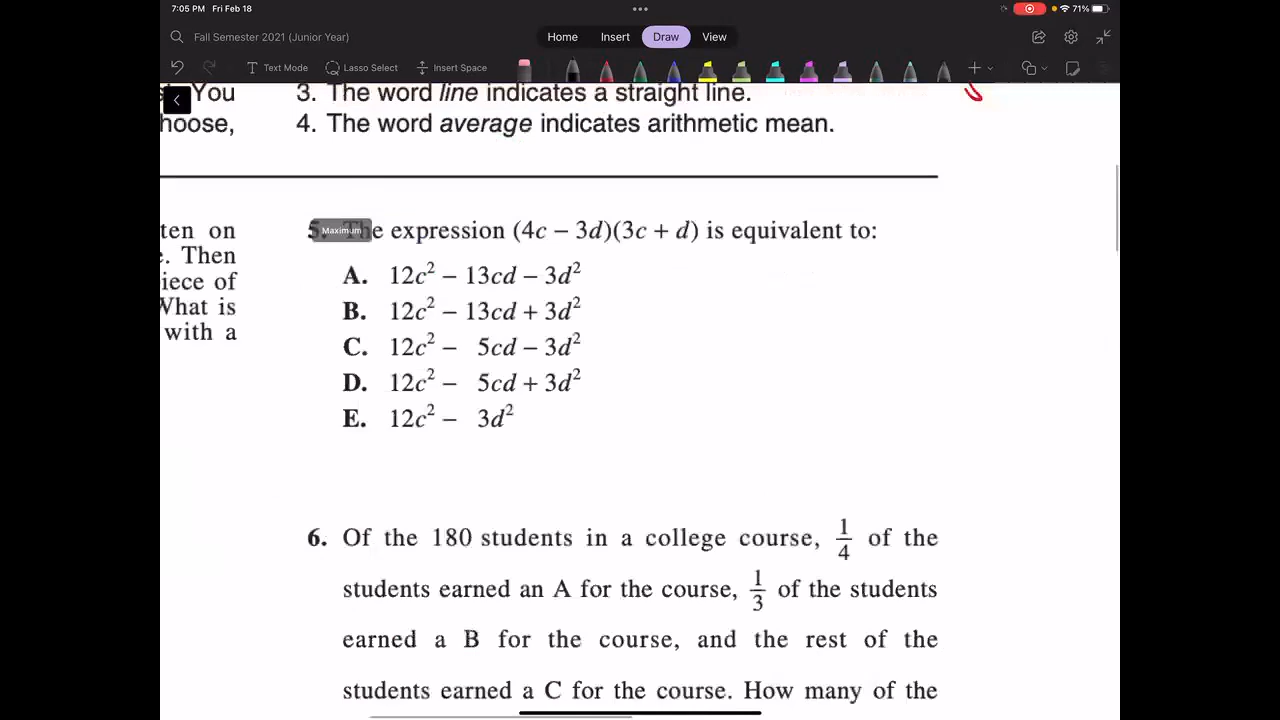 7:05 PM Fri Feb 18
71%
Fall Semester 2021 (Junior Year)
Home Insert Draw View
Text Mode Lasso Select Insert Space
You
3. The word line indicates a straight line.
hoose,
4. The word average indicates arithmetic mean.
ten on
. Then
iece of
What is
with a
Maximum
5. The expression (4c − 3d)(3c + d) is equivalent to:
A. 12c² − 13cd − 3d²
B. 12c² − 13cd + 3d²
C. 12c² − 5cd − 3d²
D. 12c² − 5cd + 3d²
E. 12c² − 3d²
6. Of the 180 students in a college course, 1/4 of the
students earned an A for the course, 1/3 of the students
earned a B for the course, and the rest of the
students earned a C for the course. How many of the